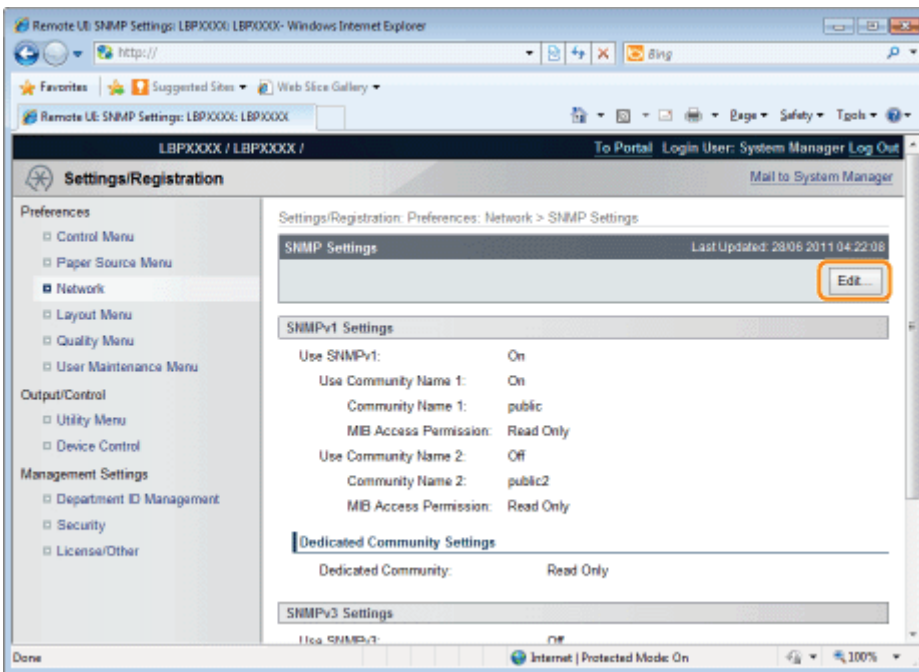 Remote UI: SNMP Settings: LBPXXXX: LBPXXXX- Windows Internet Explorer
http://
Bing
Favorites Suggested Sites Web Slice Gallery
Remote UI: SNMP Settings: LBPXXXX: LBPXXXX
Page Safety Tools
LBPXXXX / LBPXXXX /
To Portal Login User: System Manager Log Out
Settings/Registration
Mail to System Manager
Preferences
Control Menu
Paper Source Menu
Network
Layout Menu
Quality Menu
User Maintenance Menu
Output/Control
Utility Menu
Device Control
Management Settings
Department ID Management
Security
License/Other
Settings/Registration: Preferences: Network > SNMP Settings
SNMP Settings Last Updated: 28/06 2011 04:22:08
Edit...
SNMPv1 Settings
Use SNMPv1: On
Use Community Name 1: On
Community Name 1: public
MIB Access Permission: Read Only
Use Community Name 2: Off
Community Name 2: public2
MIB Access Permission: Read Only
Dedicated Community Settings
Dedicated Community: Read Only
SNMPv3 Settings
Use SNMPv3: Off
Done Internet | Protected Mode: On 100%